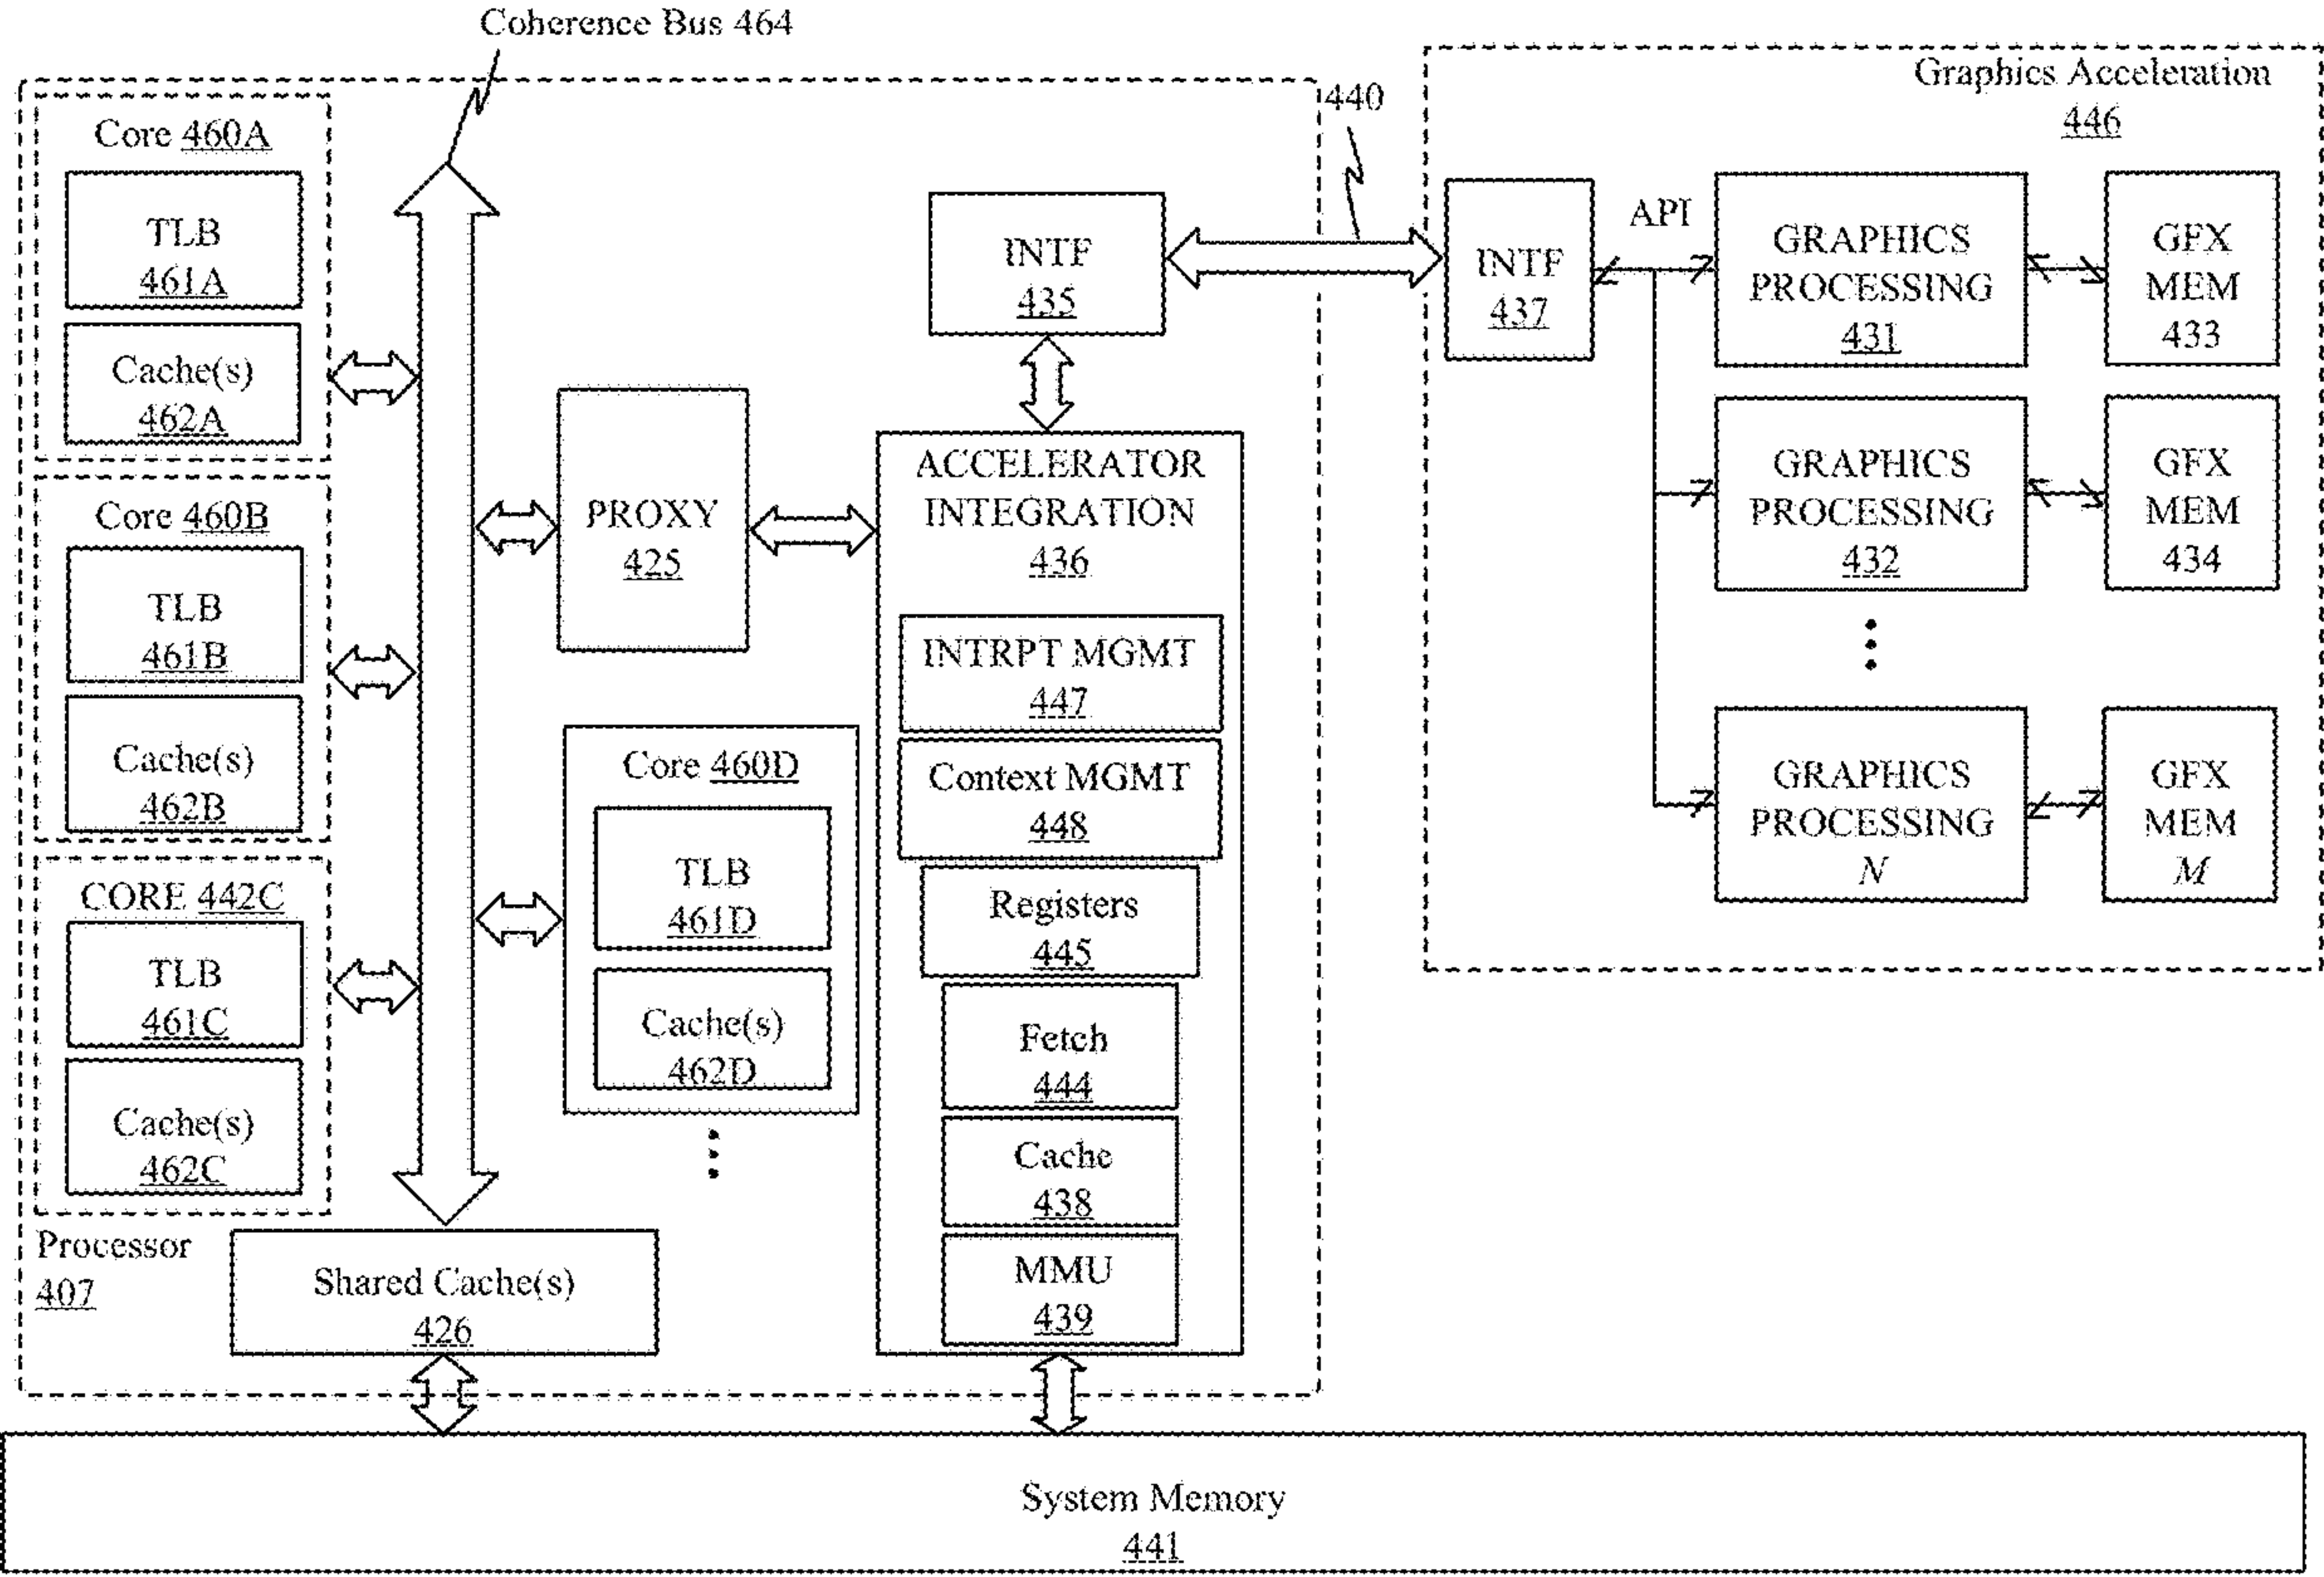 Coherence Bus 464
Core 460A
TLB
461A
Cache(s)
462A
Core 460B
TLB
461B
Cache(s)
462B
CORE 442C
TLB
461C
Cache(s)
462C
Processor
407
Shared Cache(s)
426
PROXY
425
Core 460D
TLB
461D
Cache(s)
462D
INTF
435
ACCELERATOR
INTEGRATION
436
INTRPT MGMT
447
Context MGMT
448
Registers
445
Fetch
444
Cache
438
MMU
439
440
Graphics Acceleration
446
INTF
437
API
GRAPHICS
PROCESSING
431
GFX
MEM
433
GRAPHICS
PROCESSING
432
GFX
MEM
434
GRAPHICS
PROCESSING
N
GFX
MEM
M
System Memory
441